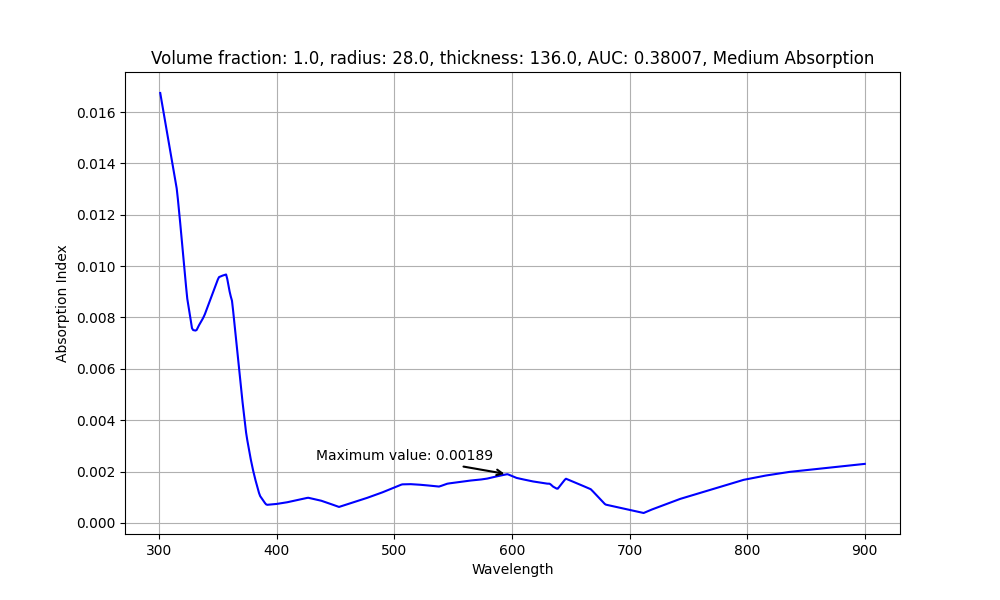 Volume fraction: 1.0, radius: 28.0, thickness: 136.0, AUC: 0.38007, Medium Absorption
Absorption Index
0.016
0.014
0.012
0.010
0.008
0.006
0.004
0.002
0.000
Maximum value: 0.00189
300 400 500 600 700 800 900
Wavelength